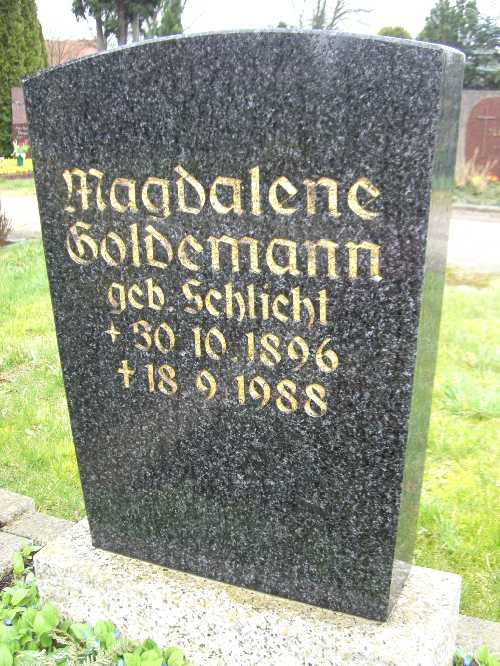 Magdalene
Goldemann
geb. Schlicht
+ 30.10.1896
† 18.9.1988